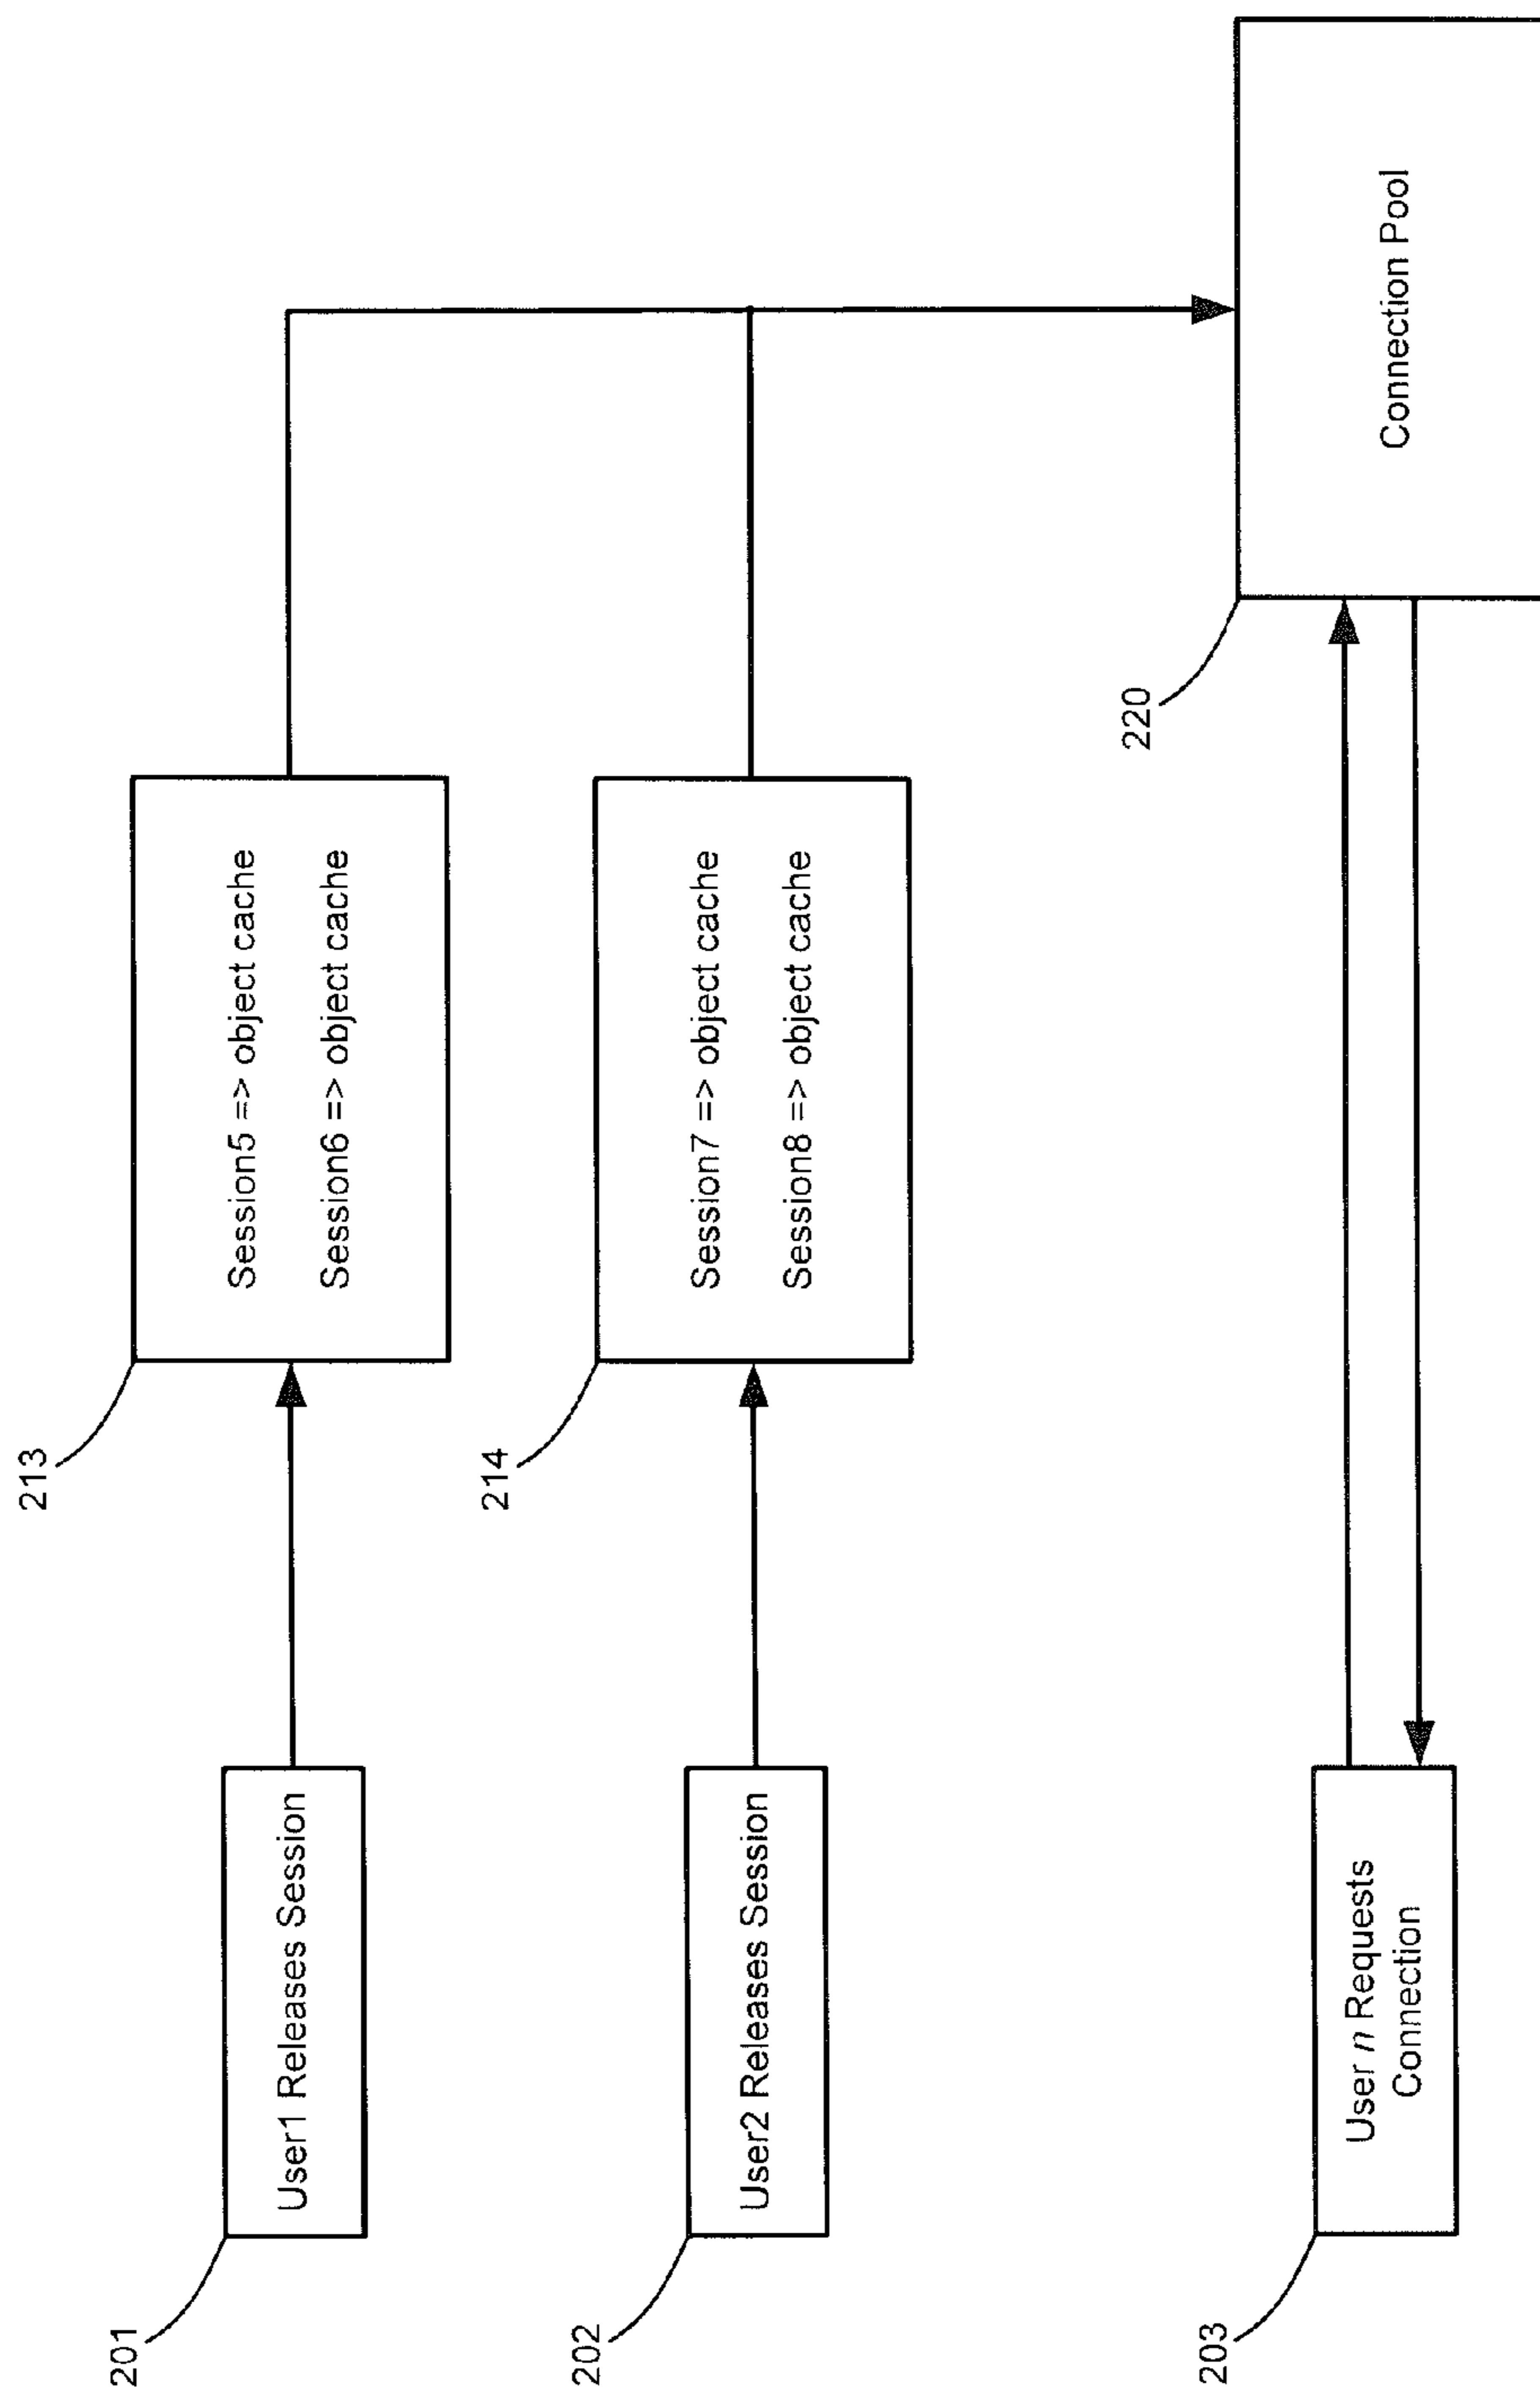 201
User1 Releases Session
213
Session5 => object cache
Session6 => object cache
202
User2 Releases Session
214
Session7 => object cache
Session8 => object cache
203
User n Requests
Connection
220
Connection Pool